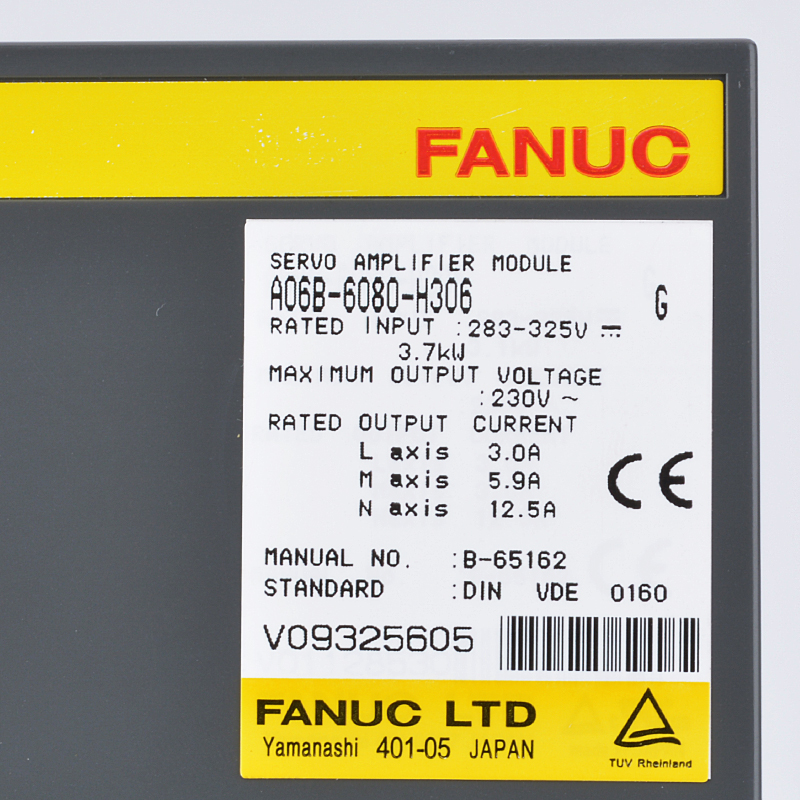 FANUC
SERVO AMPLIFIER MODULE
A06B-6080-H306 G
RATED INPUT :283-325V ⎓
3.7kW
MAXIMUM OUTPUT VOLTAGE
:230V ~
RATED OUTPUT CURRENT
L axis 3.0A
M axis 5.9A
N axis 12.5A
CE
MANUAL NO. :B-65162
STANDARD :DIN VDE 0160
V09325605
FANUC LTD
Yamanashi 401-05 JAPAN
TUV Rheinland